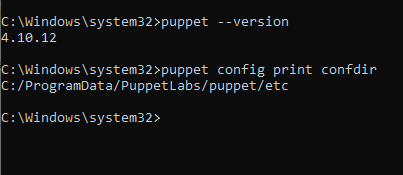 C:\Windows\system32>puppet --version
4.10.12
C:\Windows\system32>puppet config print confdir
C:/ProgramData/PuppetLabs/puppet/etc
C:\Windows\system32>